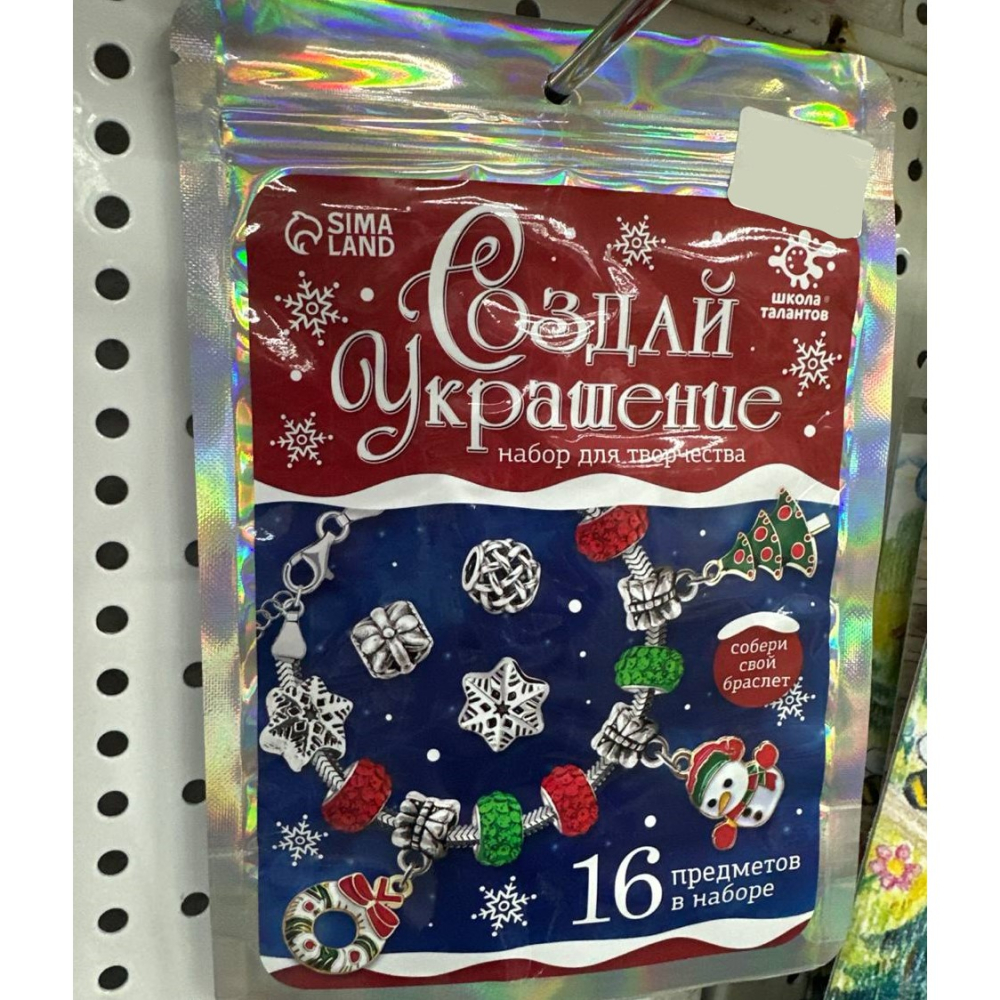 SIMA
LAND
Создай
Украшение
набор для творчества
школа
талантов
собери
свой
браслет
16 предметов
в наборе